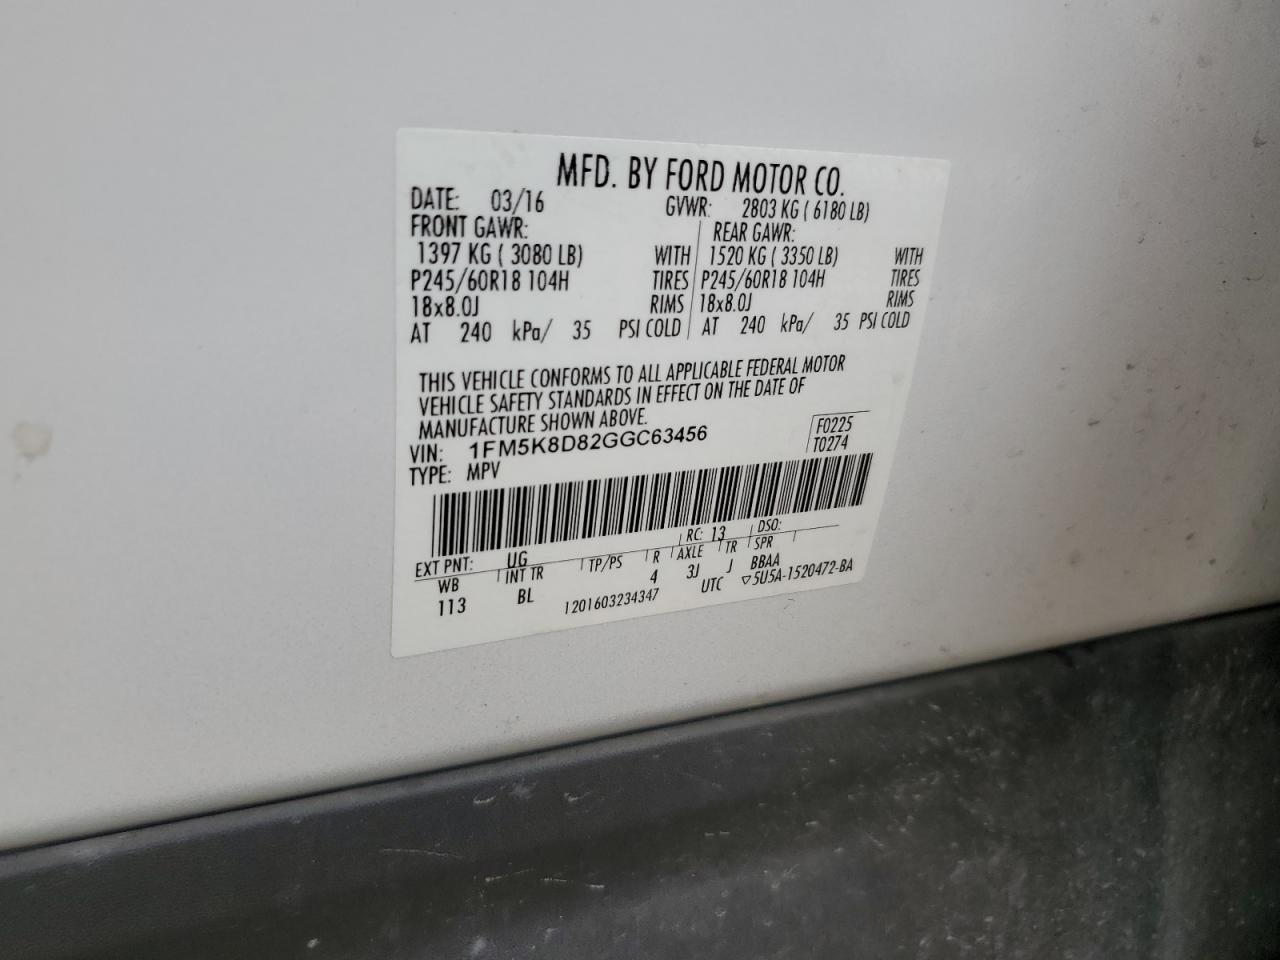 MFD. BY FORD MOTOR CO.
DATE: 03/16 GVWR: 2803 KG ( 6180 LB)
FRONT GAWR: REAR GAWR:
1397 KG ( 3080 LB) WITH 1520 KG ( 3350 LB) WITH
P245/60R18 104H TIRES P245/60R18 104H TIRES
18x8.0J RIMS 18x8.0J RIMS
AT 240 kPa/ 35 PSI COLD AT 240 kPa/ 35 PSI COLD
THIS VEHICLE CONFORMS TO ALL APPLICABLE FEDERAL MOTOR
VEHICLE SAFETY STANDARDS IN EFFECT ON THE DATE OF
MANUFACTURE SHOWN ABOVE.
VIN: 1FM5K8D82GGC63456 F0225
TYPE: MPV T0274
EXT PNT: UG RC: 13 DSO:
WB INT TR TP/PS R AXLE TR SPR
113 BL 4 3J J BBAA
1201603234347 UTC ▽5U5A-1520472-BA